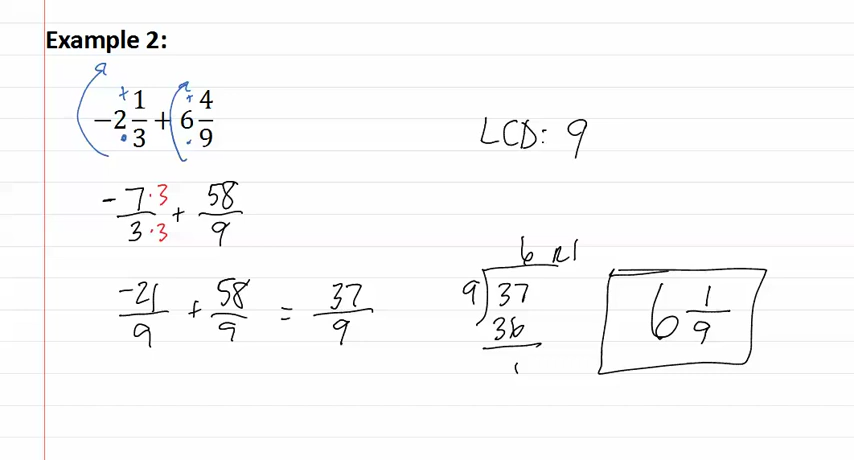 Example 2:
-2 1/3 + 6 4/9
LCD: 9
-7·3/3·3 + 58/9
-21/9 + 58/9 = 37/9
6 R1
9 37
36
1
6 1/9